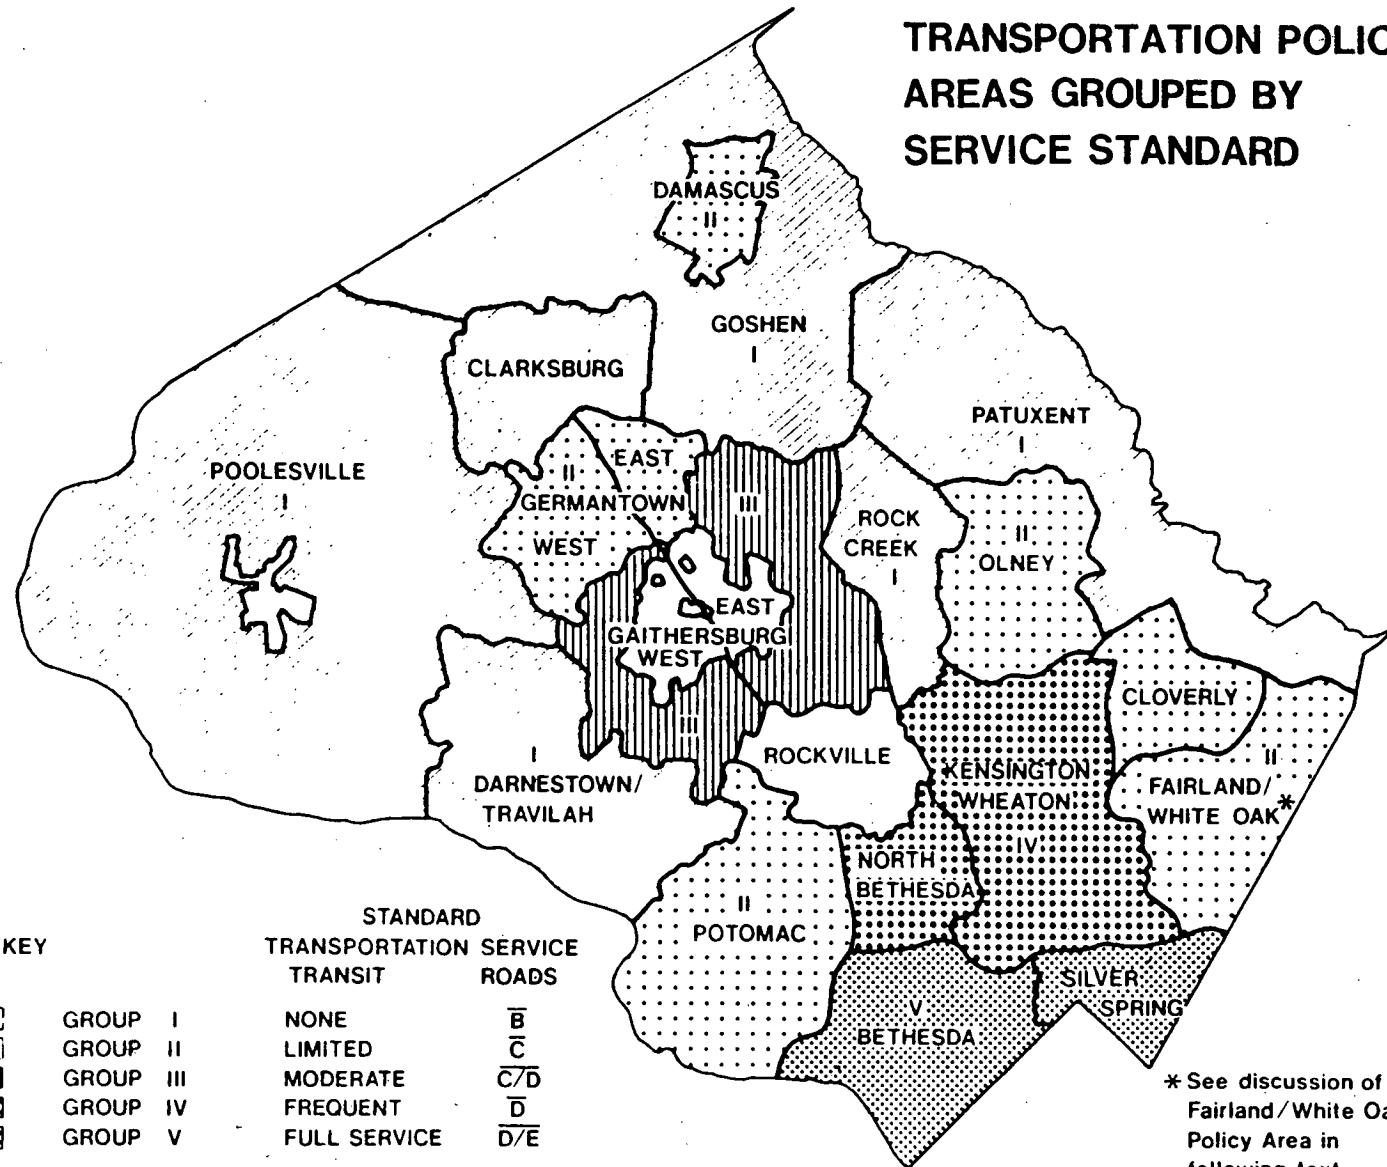 TRANSPORTATION POLIC
AREAS GROUPED BY
SERVICE STANDARD
DAMASCUS
II
GOSHEN
I
CLARKSBURG
PATUXENT
I
POOLESVILLE
I
II
EAST
GERMANTOWN
WEST
III
ROCK
CREEK
I
II
OLNEY
EAST
GAITHERSBURG
WEST
III
CLOVERLY
ROCKVILLE
I
DARNESTOWN/
TRAVILAH
KENSINGTON
WHEATON
IV
II
FAIRLAND/
WHITE OAK*
NORTH
BETHESDA
II
POTOMAC
SILVER
SPRING
V
BETHESDA
KEY
STANDARD
TRANSPORTATION SERVICE
TRANSIT ROADS
GROUP I NONE B
GROUP II LIMITED C
GROUP III MODERATE C/D
GROUP IV FREQUENT D
GROUP V FULL SERVICE D/E
* See discussion of
Fairland/White Oa
Policy Area in
following text